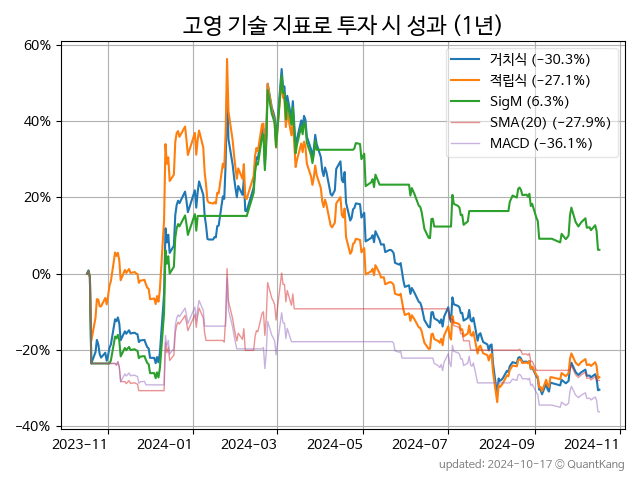 고영 기술 지표로 투자 시 성과 (1년)
60%
40%
20%
0%
−20%
−40%
거치식 (−30.3%)
적립식 (−27.1%)
SigM (6.3%)
SMA(20) (−27.9%)
MACD (−36.1%)
2023−11
2024−01
2024−03
2024−05
2024−07
2024−09
2024−11
updated: 2024-10-17 © QuantKang